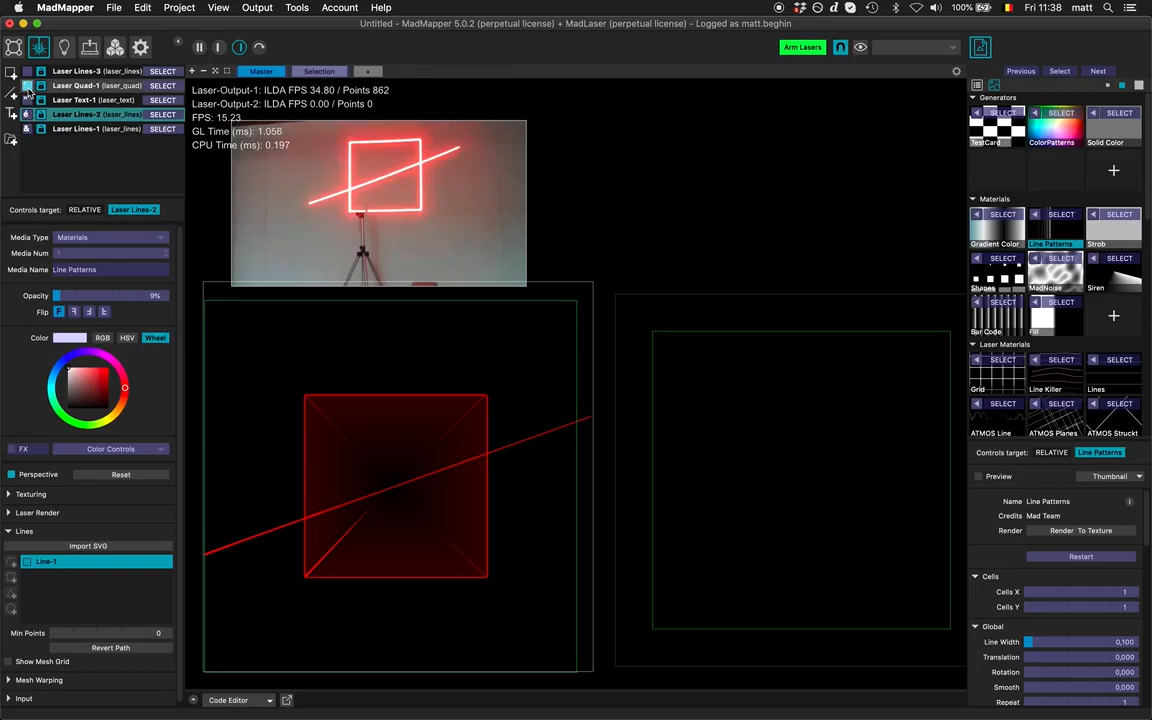 MadMapper File Edit Project View Output Tools Account Help
100% Fri 11:38 matt
Untitled - MadMapper 5.0.2 (perpetual license) + MadLaser (perpetual license) - Logged as matt.beghin
Arm Lasers
Laser Lines-3 (laser_lines) SELECT
Laser Quad-1 (laser_quad) SELECT
Laser Text-1 (laser_text) SELECT
Laser Lines-2 (laser_lines) SELECT
Laser Lines-1 (laser_lines) SELECT
Controls target: RELATIVE Laser Lines-2
Media Type Materials
Media Num 1
Media Name Line Patterns
Opacity 9%
Flip F
Color RGB HSV Wheel
FX Color Controls
Perspective Reset
Texturing
Laser Render
Lines
Import SVG
Line-1
Min Points 0
Revert Path
Show Mesh Grid
Mesh Warping
Input
Master Selection +
Laser-Output-1: ILDA FPS 34.80 / Points 862
Laser-Output-2: ILDA FPS 0.00 / Points 0
FPS: 15.23
GL Time (ms): 1.056
CPU Time (ms): 0.197
Code Editor
Previous Select Next
Generators
SELECT SELECT SELECT
TestCard ColorPatterns Solid Color
+
Materials
SELECT SELECT SELECT
Gradient Color Line Patterns Strob
SELECT SELECT SELECT
Shapes MadNoise Siren
SELECT SELECT
Bar Code Fill +
Laser Materials
SELECT SELECT SELECT
Grid Line Killer Lines
SELECT SELECT SELECT
ATMOS Line ATMOS Planes ATMOS Struckt
Controls target: RELATIVE Line Patterns
Preview Thumbnail
Name Line Patterns
Credits Mad Team
Render Render To Texture
Restart
Cells
Cells X 1
Cells Y 1
Global
Line Width 0,100
Translation 0,000
Rotation 0,000
Smooth 0,000
Repeat 1